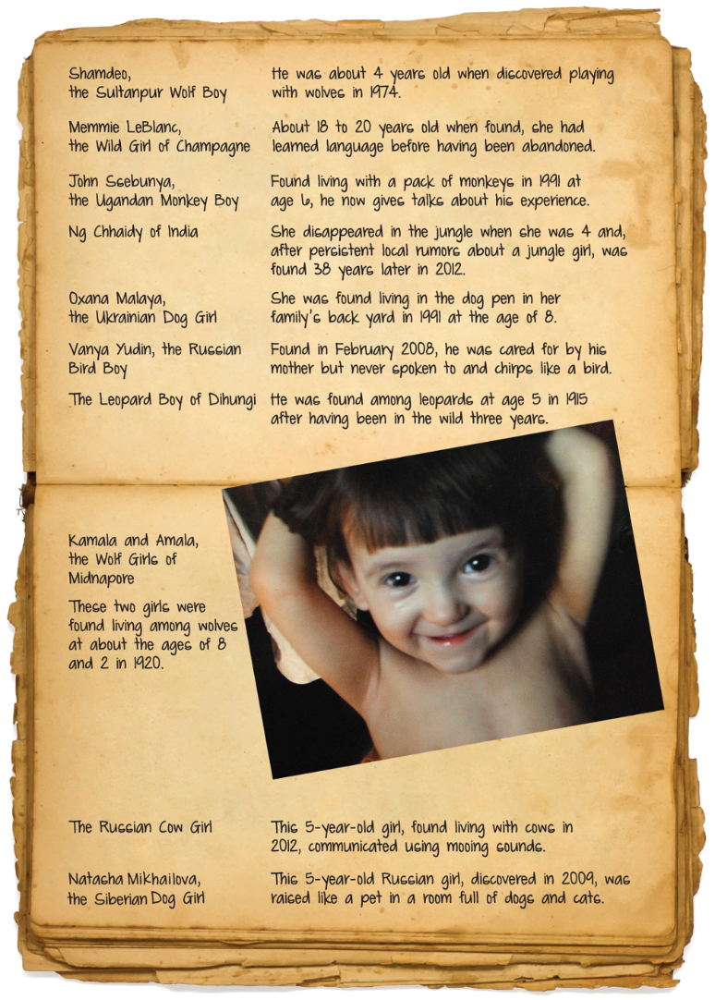 Shamdeo,
the Sultanpur Wolf Boy
He was about 4 years old when discovered playing
with wolves in 1974.
Memmie LeBlanc,
the Wild Girl of Champagne
About 18 to 20 years old when found, she had
learned language before having been abandoned.
John Ssebunya,
the Ugandan Monkey Boy
Found living with a pack of monkeys in 1991 at
age 6, he now gives talks about his experience.
Ng Chhaidy of India
She disappeared in the jungle when she was 4 and,
after persistent local rumors about a jungle girl, was
found 38 years later in 2012.
Oxana Malaya,
the Ukrainian Dog Girl
She was found living in the dog pen in her
family's back yard in 1991 at the age of 8.
Vanya Yudin, the Russian
Bird Boy
Found in February 2008, he was cared for by his
mother but never spoken to and chirps like a bird.
The Leopard Boy of Dihungi
He was found among leopards at age 5 in 1915
after having been in the wild three years.
Kamala and Amala,
the Wolf Girls of
Midnapore
These two girls were
found living among wolves
at about the ages of 8
and 2 in 1920.
The Russian Cow Girl
This 5-year-old girl, found living with cows in
2012, communicated using mooing sounds.
Natasha Mikhailova,
the Siberian Dog Girl
This 5-year-old Russian girl, discovered in 2009, was
raised like a pet in a room full of dogs and cats.